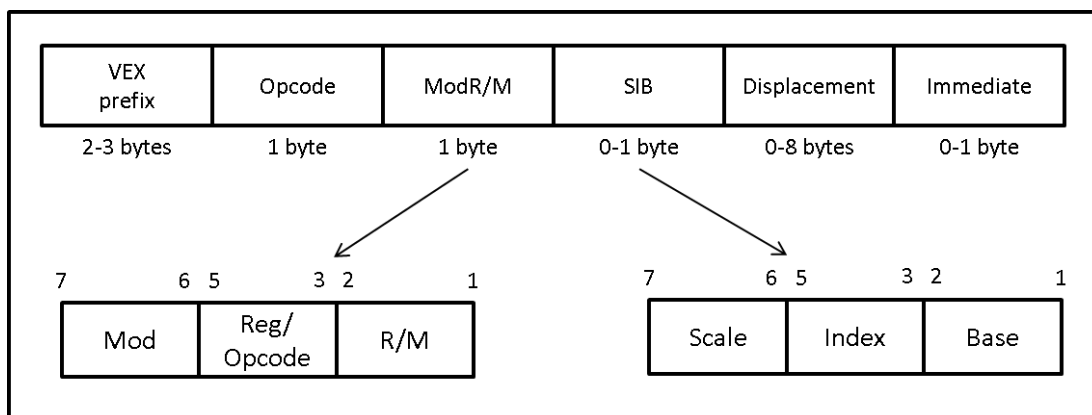 VEX
prefix
Opcode
ModR/M
SIB
Displacement
Immediate
2-3 bytes
1 byte
1 byte
0-1 byte
0-8 bytes
0-1 byte
7 6 5 3 2 1
7 6 5 3 2 1
Mod
Reg/
Opcode
R/M
Scale
Index
Base